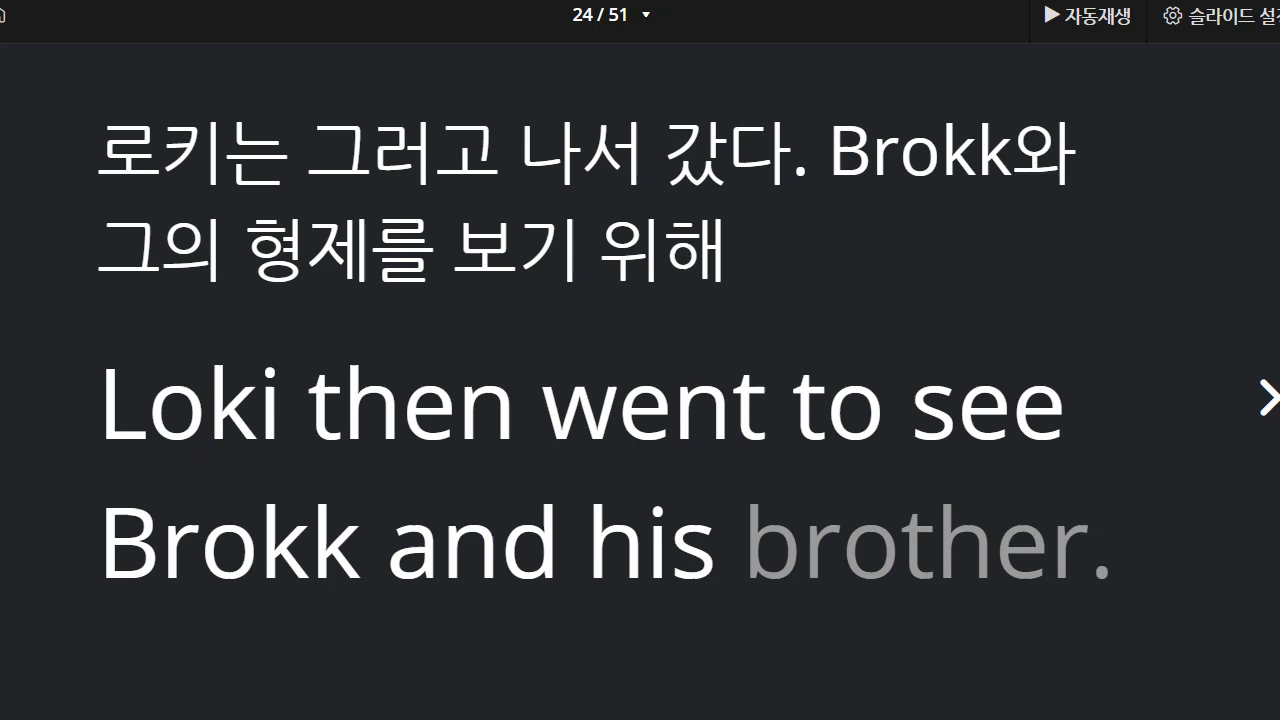 24 / 51
자동재생
슬라이드
로키는 그러고 나서 갔다. Brokk와
그의 형제를 보기 위해
Loki then went to see
Brokk and his brother.